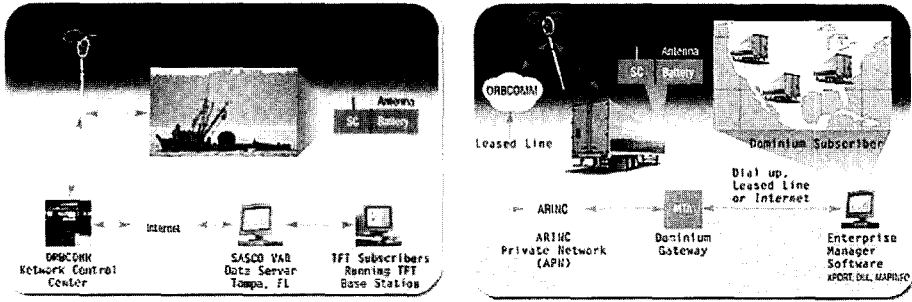 Antenna
SC Battery
Internet
ORBCOMM
Network Control
Center
SASCO VAR
Data Server
Tampa, FL
TFT Subscribers
Running TFT
Base Station
ORBCOMM
Antenna
SC Battery
Leased Line
Dominium Subscriber
Dial up,
Leased Line
or Internet
ARINC
ARINC
Private Network
(APN)
Dominium
Gateway
Enterprise
Manager
Software